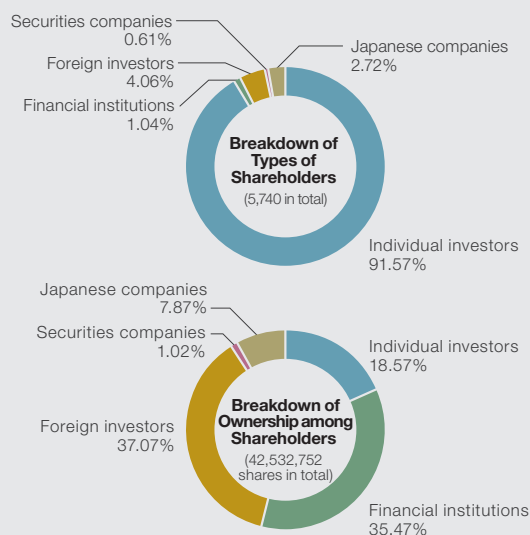 Securities companies
0.61%
Foreign investors
4.06%
Financial institutions
1.04%
Japanese companies
2.72%
Breakdown of
Types of
Shareholders
(5,740 in total)
Individual investors
91.57%
Japanese companies
7.87%
Securities companies
1.02%
Foreign investors
37.07%
Individual investors
18.57%
Breakdown of
Ownership among
Shareholders
(42,532,752
shares in total)
Financial institutions
35.47%